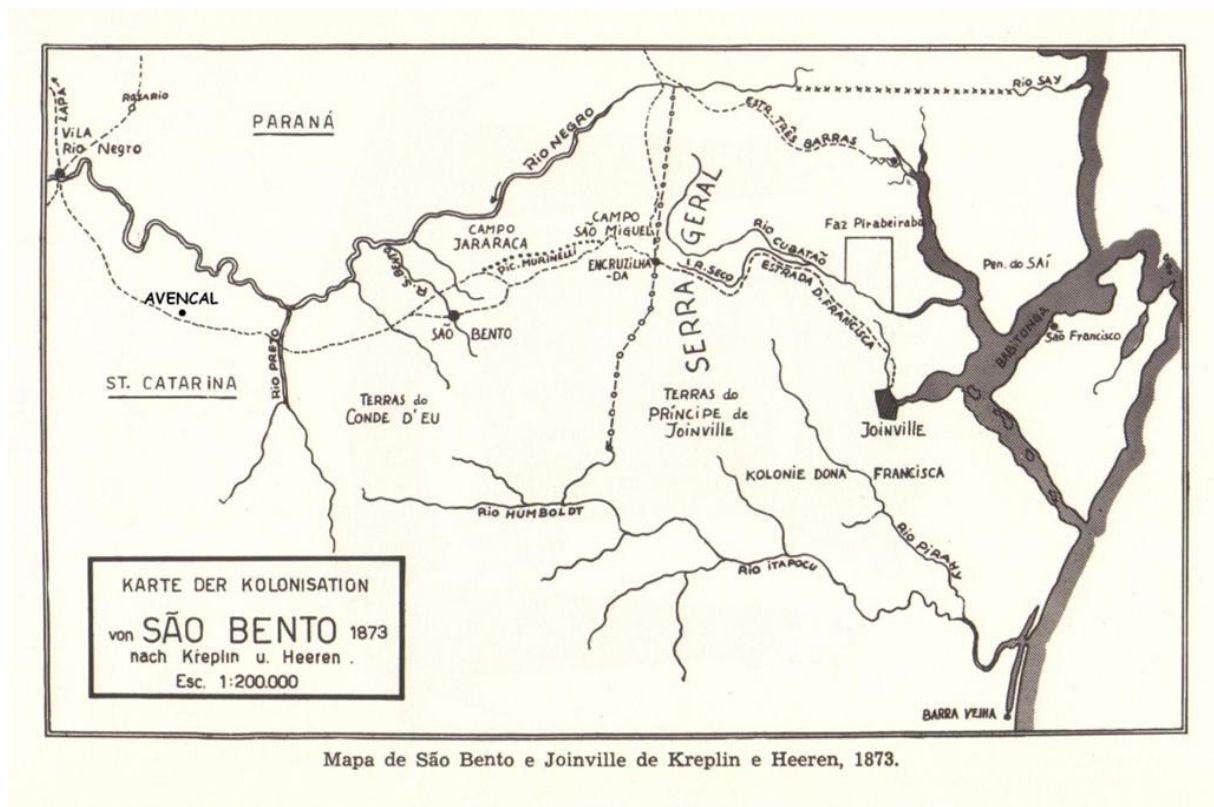 LAPA
ROSARIO
VILA
RIO NEGRO
PARANÁ
RIO NEGRO
RIO SAY
ESTR. TRÊS BARRAS
CAMPO
JARARACA
CAMPO
SÃO MIGUEL
PIC. MURINELLI
ENCRUZILHA
-DA
SERRA GERAL
RIO CUBATÃO
I.R. SECO
ESTRADA D. FRANCISCA
Faz Pirabeiraba
Pen. do SAÍ
BABITONGA
São Francisco
AVENCAL
R. S. BENTO
SÃO BENTO
RIO PRETO
ST. CATARINA
TERRAS do
CONDE D'EU
TERRAS do
PRÍNCIPE de
JOINVILLE
JOINVILLE
KOLONIE DONA FRANCISCA
RIO HUMBOLDT
RIO ITAPOCU
RIO PIRAHY
BARRA VELHA
KARTE DER KOLONISATION
von SÃO BENTO 1873
nach Kreplin u. Heeren.
Esc. 1:200.000
Mapa de São Bento e Joinville de Kreplin e Heeren, 1873.